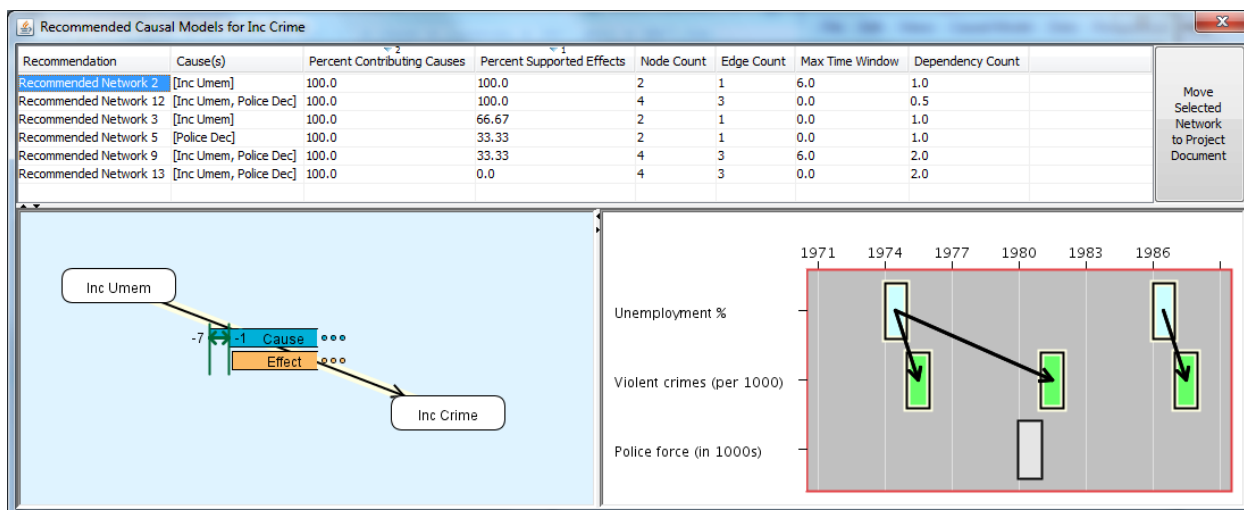 Recommended Causal Models for Inc Crime
x
Recommendation Cause(s) 2 Percent Contributing Causes 1 Percent Supported Effects Node Count Edge Count Max Time Window Dependency Count
Recommended Network 2 [Inc Umem] 100.0 100.0 2 1 6.0 1.0
Recommended Network 12 [Inc Umem, Police Dec] 100.0 100.0 4 3 0.0 0.5
Recommended Network 3 [Inc Umem] 100.0 66.67 2 1 0.0 1.0
Recommended Network 5 [Police Dec] 100.0 33.33 2 1 0.0 1.0
Recommended Network 9 [Inc Umem, Police Dec] 100.0 33.33 4 3 6.0 2.0
Recommended Network 13 [Inc Umem, Police Dec] 100.0 0.0 4 3 0.0 2.0
Move
Selected
Network
to Project
Document
Inc Umem
-7 -1 Cause
Effect
Inc Crime
1971 1974 1977 1980 1983 1986
Unemployment %
Violent crimes (per 1000)
Police force (in 1000s)